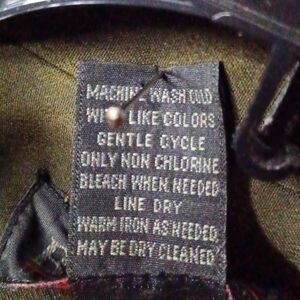 MACHINE WASH COLD
WITH LIKE COLORS
GENTLE CYCLE
ONLY NON CHLORINE
BLEACH WHEN NEEDED
LINE DRY
WARM IRON AS NEEDED
MAY BE DRY CLEANED